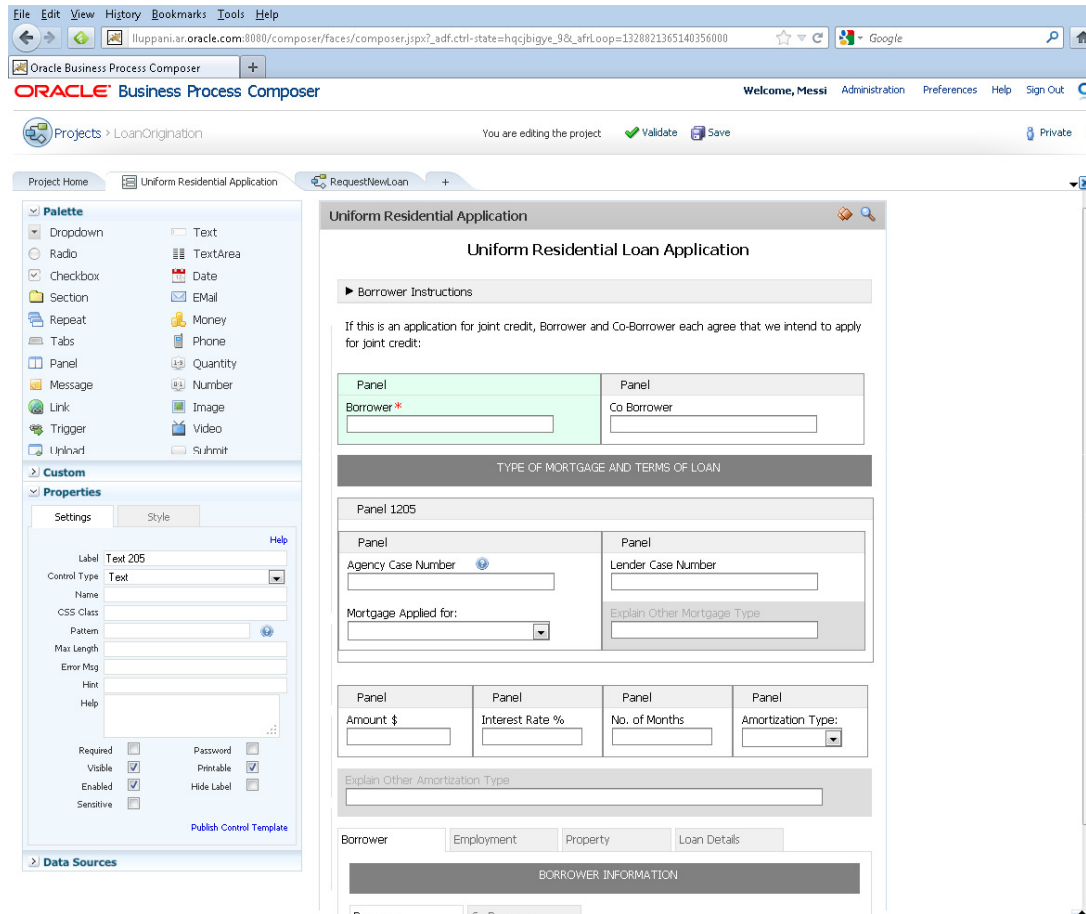 File Edit View History Bookmarks Tools Help
lluppani.ar.oracle.com:8080/composer/faces/composer.jspx?_adf.ctrl-state=hqcjbigye_9&_afrLoop=1328821365140356000
Google
Oracle Business Process Composer +
ORACLE Business Process Composer
Welcome, Messi Administration Preferences Help Sign Out
Projects > LoanOrigination
You are editing the project Validate Save
Private
Project Home Uniform Residential Application RequestNewLoan +
Palette
Dropdown Text
Radio TextArea
Checkbox Date
Section EMail
Repeat Money
Tabs Phone
Panel Quantity
Message Number
Link Image
Trigger Video
Upload Submit
Custom
Properties
Settings Style
Help
Label Text 205
Control Type Text
Name
CSS Class
Pattern
Max Length
Error Msg
Hint
Help
Required Password
Visible Printable
Enabled Hide Label
Sensitive
Publish Control Template
Data Sources
Uniform Residential Application
Uniform Residential Loan Application
Borrower Instructions
If this is an application for joint credit, Borrower and Co-Borrower each agree that we intend to apply
for joint credit:
Panel Panel
Borrower * Co Borrower
TYPE OF MORTGAGE AND TERMS OF LOAN
Panel 1205
Panel Panel
Agency Case Number Lender Case Number
Mortgage Applied for: Explain Other Mortgage Type
Panel Panel Panel Panel
Amount $ Interest Rate % No. of Months Amortization Type:
Explain Other Amortization Type
Borrower Employment Property Loan Details
BORROWER INFORMATION